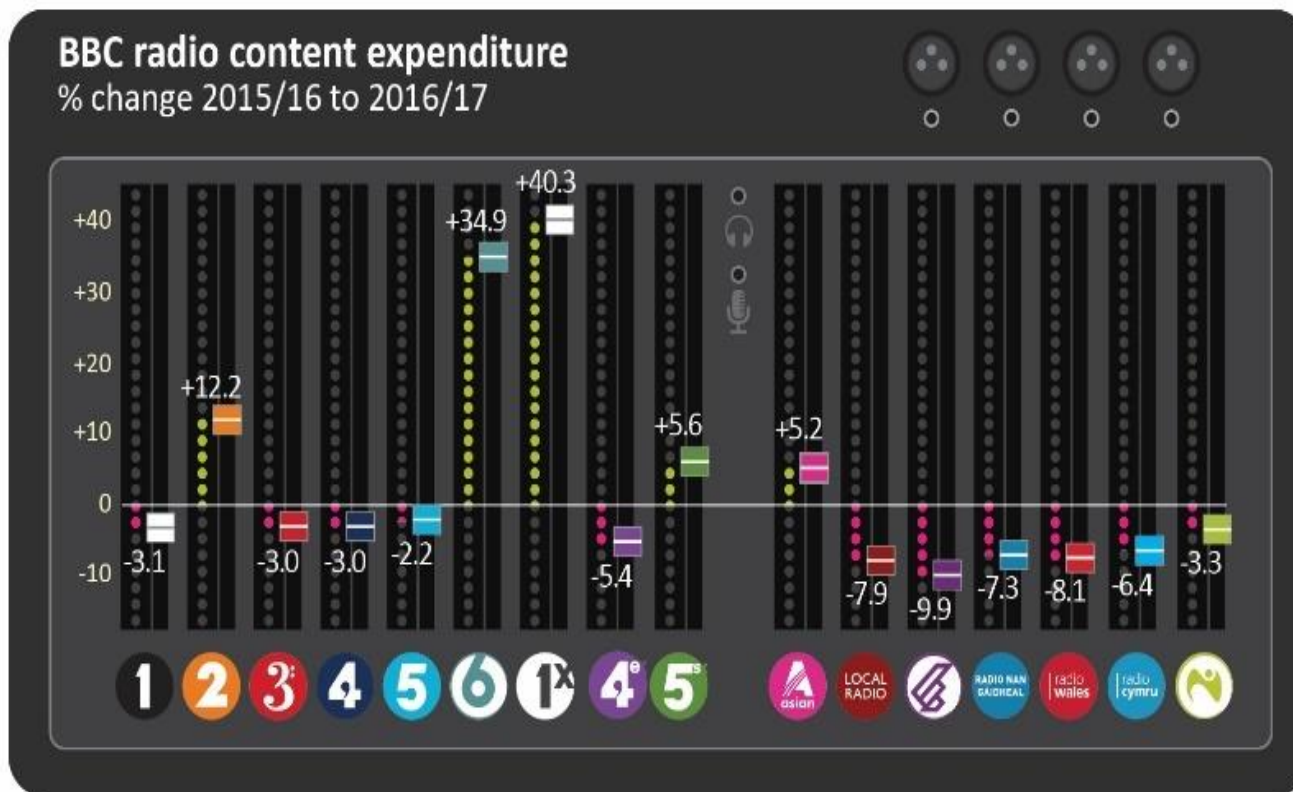 BBC radio content expenditure
% change 2015/16 to 2016/17
+40
+30
+20
+10
0
-10
-3.1
+12.2
-3.0
-3.0
-2.2
+34.9
+40.3
-5.4
+5.6
+5.2
-7.9
-9.9
-7.3
-8.1
-6.4
-3.3
1
2
3
4
5
6
1X
4e
5s
A
asian
LOCAL
RADIO
RADIO NAN
GÀIDHEAL
radio
wales
radio
cymru